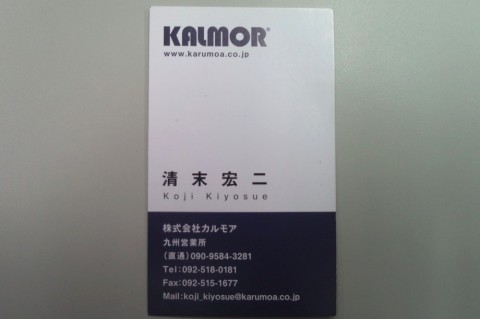 KALMOR®
www.karumoa.co.jp
清末宏二
Koji Kiyosue
株式会社カルモア
九州営業所
(直通)090-9584-3281
Tel:092-518-0181
Fax:092-515-1677
Mail:koji_kiyosue@karumoa.co.jp